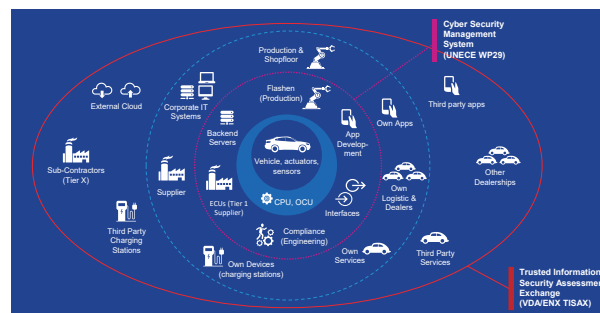 Cyber Security
Management
System
(UNECE WP29)
Production &
Shopfloor
External Cloud
Corporate IT
Systems
Flashen
(Production)
Third party apps
Own Apps
Backend
Servers
App
Develop-
ment
Vehicle, actuators,
sensors
Sub-Contractors
(Tier X)
Supplier
ECUs (Tier 1
Supplier)
CPU, OCU
Interfaces
Own
Logistic &
Dealers
Other
Dealerships
Third Party
Charging
Stations
Compliance
(Engineering)
Own Devices
(charging stations)
Own
Services
Third Party
Services
Trusted Information
Security Assessment
Exchange
(VDA/ENX TISAX)